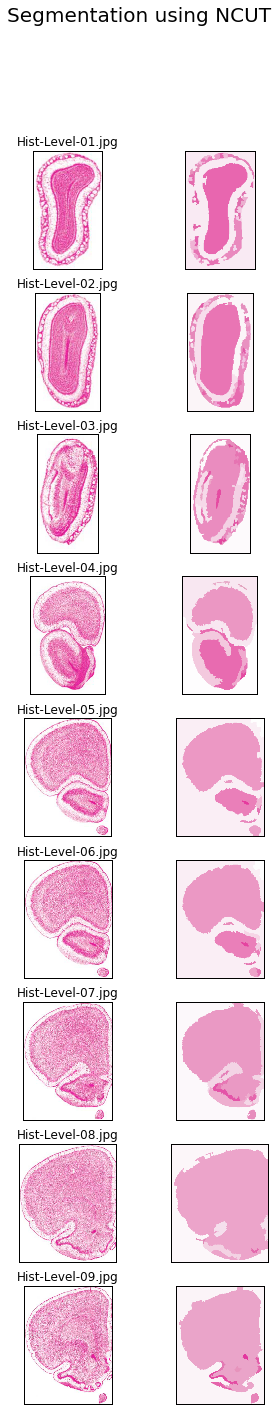 Segmentation using NCUT
Hist-Level-01.jpg
Hist-Level-02.jpg
Hist-Level-03.jpg
Hist-Level-04.jpg
Hist-Level-05.jpg
Hist-Level-06.jpg
Hist-Level-07.jpg
Hist-Level-08.jpg
Hist-Level-09.jpg